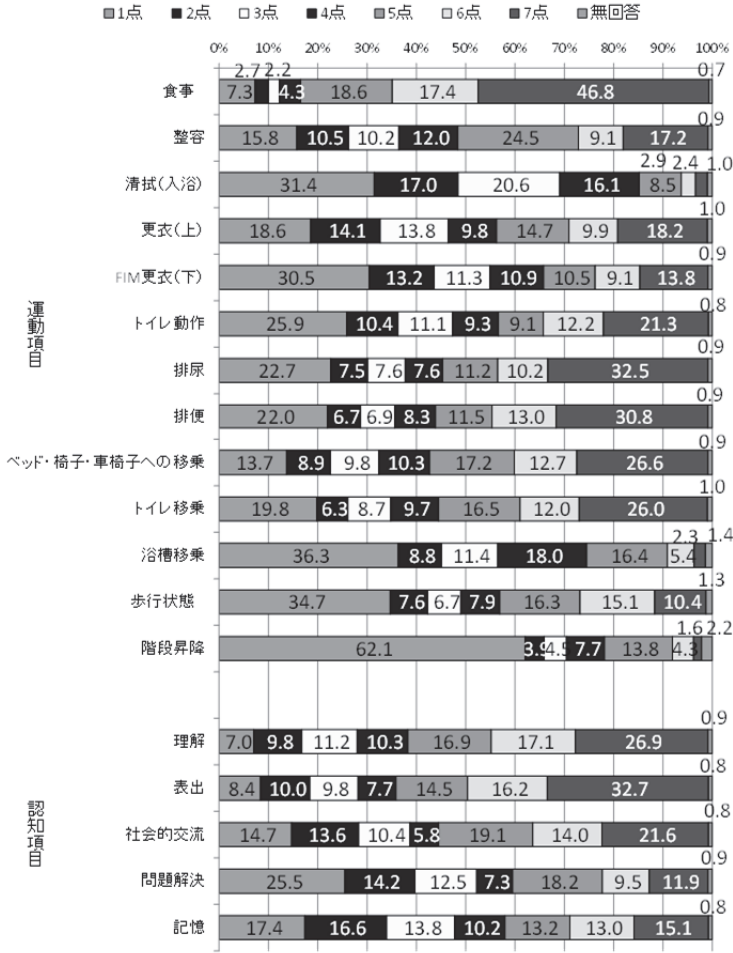 1点 2点 3点 4点 5点 6点 7点 無回答
0% 10% 20% 30% 40% 50% 60% 70% 80% 90% 100%
運動項目
食事 7.3 2.7 2.2 4.3 18.6 17.4 46.8 0.7
整容 15.8 10.5 10.2 12.0 24.5 9.1 17.2 0.9
清拭(入浴) 31.4 17.0 20.6 16.1 8.5 2.9 2.4 1.0
更衣(上) 18.6 14.1 13.8 9.8 14.7 9.9 18.2 1.0
FIM更衣(下) 30.5 13.2 11.3 10.9 10.5 9.1 13.8 0.9
トイレ動作 25.9 10.4 11.1 9.3 9.1 12.2 21.3 0.8
排尿 22.7 7.5 7.6 7.6 11.2 10.2 32.5 0.9
排便 22.0 6.7 6.9 8.3 11.5 13.0 30.8 0.9
ベッド・椅子・車椅子への移乗 13.7 8.9 9.8 10.3 17.2 12.7 26.6 0.9
トイレ移乗 19.8 6.3 8.7 9.7 16.5 12.0 26.0 1.0
浴槽移乗 36.3 8.8 11.4 18.0 16.4 5.4 2.3 1.4
歩行状態 34.7 7.6 6.7 7.9 16.3 15.1 10.4 1.3
階段昇降 62.1 3.9 4.5 7.7 13.8 4.3 1.6 2.2
認知項目
理解 7.0 9.8 11.2 10.3 16.9 17.1 26.9 0.9
表出 8.4 10.0 9.8 7.7 14.5 16.2 32.7 0.8
社会的交流 14.7 13.6 10.4 5.8 19.1 14.0 21.6 0.8
問題解決 25.5 14.2 12.5 7.3 18.2 9.5 11.9 0.9
記憶 17.4 16.6 13.8 10.2 13.2 13.0 15.1 0.8